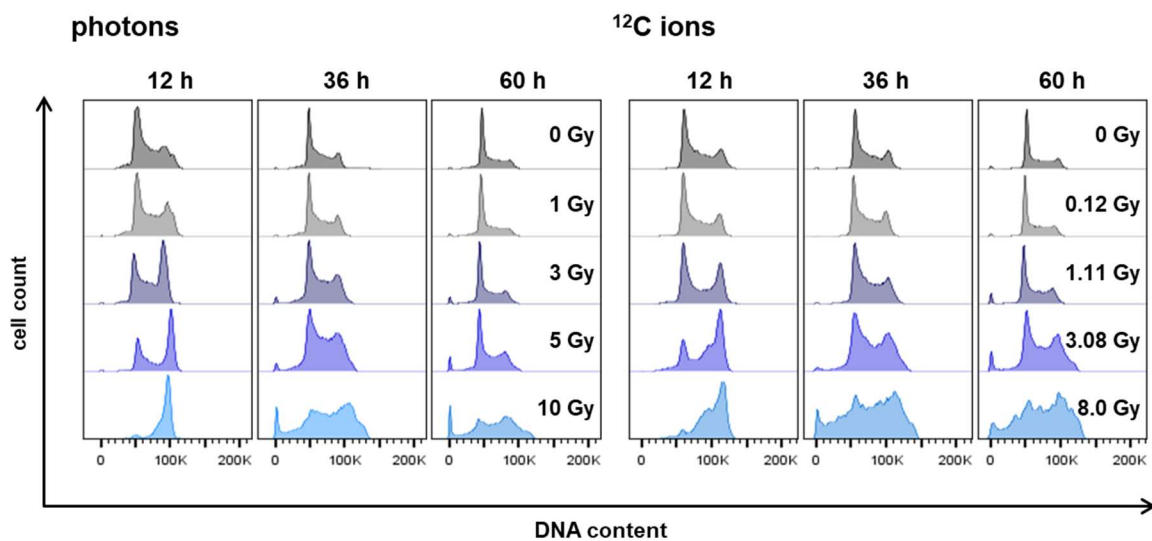 photons ¹²C ions
12 h 36 h 60 h 12 h 36 h 60 h
0 Gy 0 Gy
1 Gy 0.12 Gy
3 Gy 1.11 Gy
5 Gy 3.08 Gy
10 Gy 8.0 Gy
cell count
0 100K 200K 0 100K 200K 0 100K 200K 0 100K 200K 0 100K 200K 0 100K 200K
DNA content